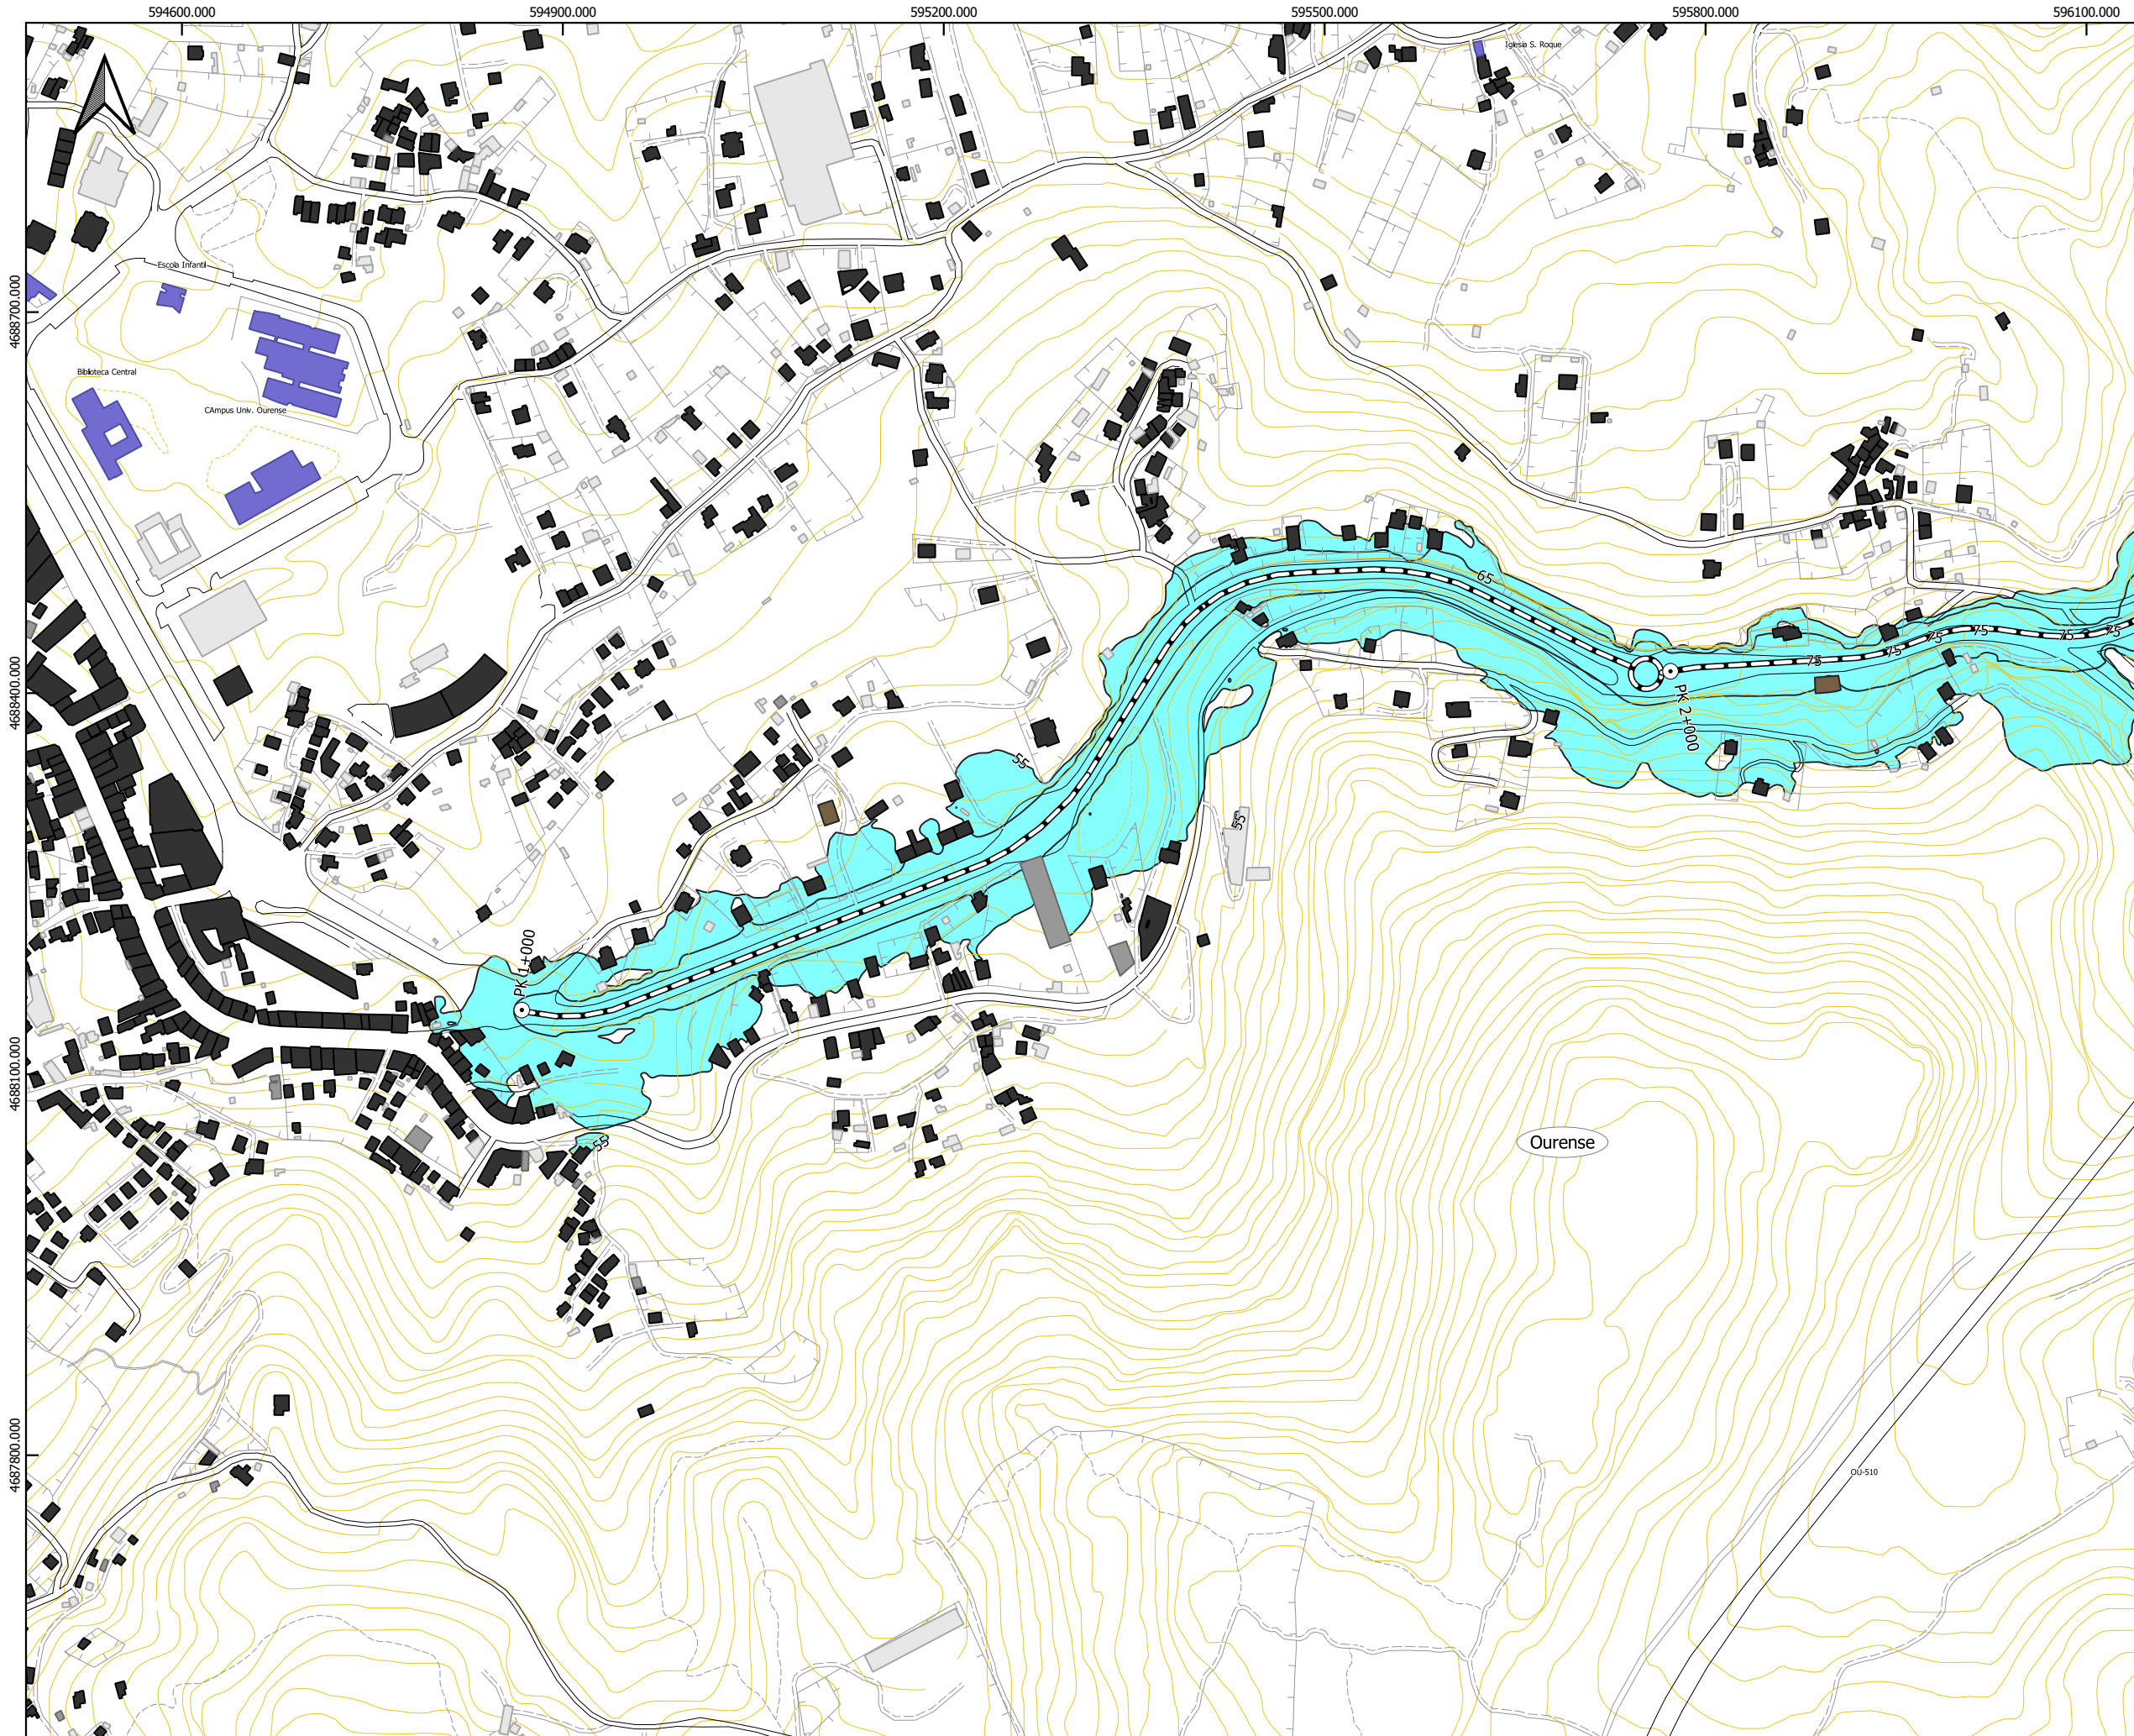 594600.000
594900.000
595200.000
595500.000
595800.000
596100.000
Iglesia S. Roque
Escola Infantil
4688700.000
Biblioteca Central
CAmpus Univ. Ourense
65
75
75
75
75
75
75
4688400.000
PK 2+000
55
55
PK 1+000
4688100.000
55
Ourense
4687800.000
OU-510